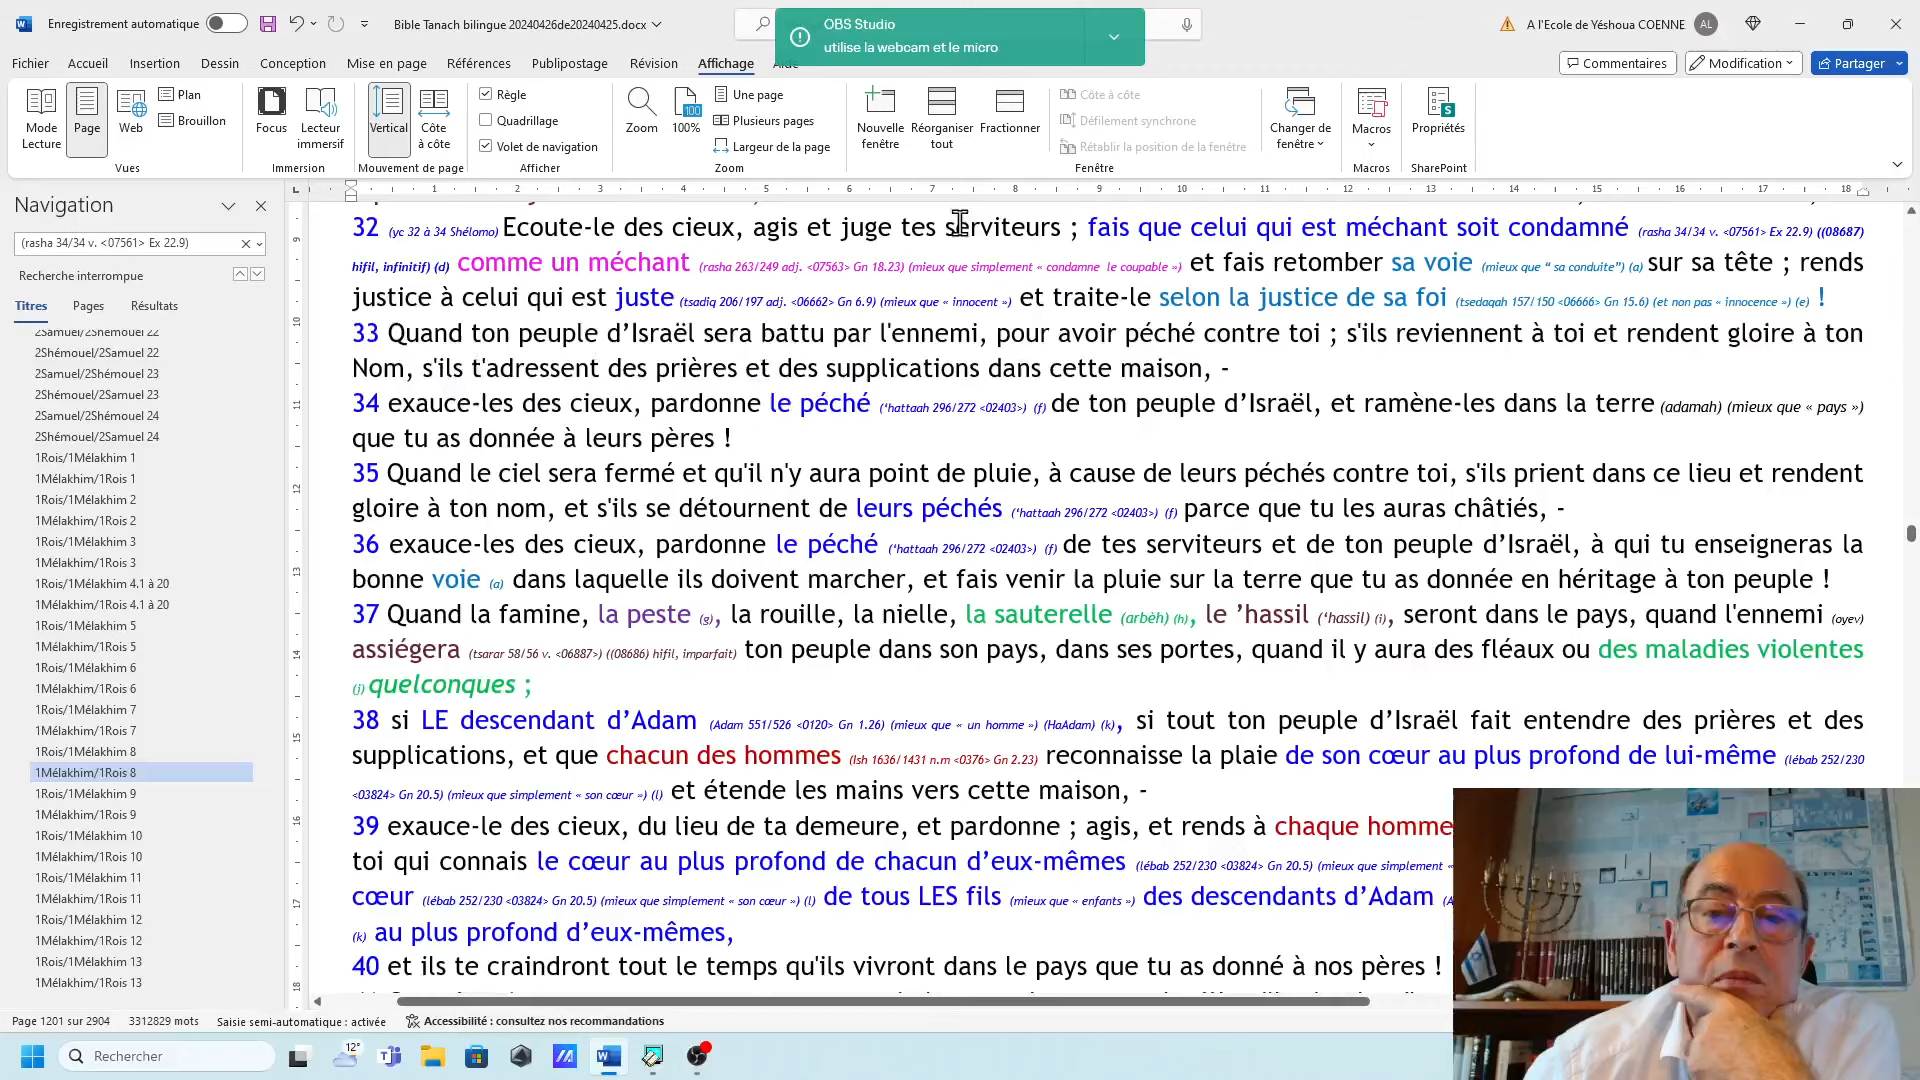 Enregistrement automatique
Bible Tanach bilingue 20240426de20240425.docx
OBS Studio
utilise la webcam et le micro
A l'Ecole de Yéshoua COENNE
AL
Fichier Accueil Insertion Dessin Conception Mise en page Références Publipostage Révision Affichage Aide
Commentaires Modification Partager
Mode Lecture
Page
Web
Plan
Brouillon
Vues
Focus
Lecteur immersif
Immersion
Vertical
Côte à côte
Mouvement de page
Règle
Quadrillage
Volet de navigation
Afficher
Zoom
100%
Une page
Plusieurs pages
Largeur de la page
Zoom
Nouvelle fenêtre
Réorganiser tout
Fractionner
Côte à côte
Défilement synchrone
Rétablir la position de la fenêtre
Fenêtre
Changer de fenêtre
Macros
Macros
Propriétés
SharePoint
Navigation
(rasha 34/34 v. <07561> Ex 22.9)
Recherche interrompue
Titres Pages Résultats
2Samuel/2Shémouel 22
2Shémouel/2Samuel 22
2Samuel/2Shémouel 23
2Shémouel/2Samuel 23
2Samuel/2Shémouel 24
2Shémouel/2Samuel 24
1Rois/1Mélakhim 1
1Mélakhim/1Rois 1
1Rois/1Mélakhim 2
1Mélakhim/1Rois 2
1Rois/1Mélakhim 3
1Mélakhim/1Rois 3
1Rois/1Mélakhim 4.1 à 20
1Rois/1Mélakhim 4.1 à 20
1Rois/1Mélakhim 5
1Mélakhim/1Rois 5
1Rois/1Mélakhim 6
1Mélakhim/1Rois 6
1Rois/1Mélakhim 7
1Mélakhim/1Rois 7
1Rois/1Mélakhim 8
1Mélakhim/1Rois 8
1Rois/1Mélakhim 9
1Mélakhim/1Rois 9
1Rois/1Mélakhim 10
1Mélakhim/1Rois 10
1Rois/1Mélakhim 11
1Mélakhim/1Rois 11
1Rois/1Mélakhim 12
1Mélakhim/1Rois 12
1Rois/1Mélakhim 13
1Mélakhim/1Rois 13
1 2 3 4 5 6 7 8 9 10 11 12 13 14 15 16 17 18
32 (yc 32 à 34 Shélomo) Ecoute-le des cieux, agis et juge tes serviteurs ; fais que celui qui est méchant soit condamné (rasha 34/34 v. <07561> Ex 22.9) ((08687)
hifil, infinitif) (d) comme un méchant (rasha 263/249 adj. <07563> Gn 18.23) (mieux que simplement « condamne le coupable ») et fais retomber sa voie (mieux que “ sa conduite”) (a) sur sa tête ; rends
justice à celui qui est juste (tsadiq 206/197 adj. <06662> Gn 6.9) (mieux que « innocent ») et traite-le selon la justice de sa foi (tsedaqah 157/150 <06666> Gn 15.6) (et non pas « innocence ») (e) !
33 Quand ton peuple d’Israël sera battu par l'ennemi, pour avoir péché contre toi ; s'ils reviennent à toi et rendent gloire à ton
Nom, s'ils t'adressent des prières et des supplications dans cette maison, -
34 exauce-les des cieux, pardonne le péché (‘hattaah 296/272 <02403>) (f) de ton peuple d’Israël, et ramène-les dans la terre (adamah) (mieux que « pays »)
que tu as donnée à leurs pères !
35 Quand le ciel sera fermé et qu'il n'y aura point de pluie, à cause de leurs péchés contre toi, s'ils prient dans ce lieu et rendent
gloire à ton nom, et s'ils se détournent de leurs péchés (‘hattaah 296/272 <02403>) (f) parce que tu les auras châtiés, -
36 exauce-les des cieux, pardonne le péché (‘hattaah 296/272 <02403>) (f) de tes serviteurs et de ton peuple d’Israël, à qui tu enseigneras la
bonne voie (a) dans laquelle ils doivent marcher, et fais venir la pluie sur la terre que tu as donnée en héritage à ton peuple !
37 Quand la famine, la peste (g), la rouille, la nielle, la sauterelle (arbèh) (h), le ’hassil (‘hassil) (i), seront dans le pays, quand l'ennemi (oyev)
assiégera (tsarar 58/56 v. <06887>) ((08686) hifil, imparfait) ton peuple dans son pays, dans ses portes, quand il y aura des fléaux ou des maladies violentes
(j) quelconques ;
38 si LE descendant d’Adam (Adam 551/526 <0120> Gn 1.26) (mieux que « un homme ») (HaAdam) (k), si tout ton peuple d’Israël fait entendre des prières et des
supplications, et que chacun des hommes (Ish 1636/1431 n.m <0376> Gn 2.23) reconnaisse la plaie de son cœur au plus profond de lui-même (lébab 252/230
<03824> Gn 20.5) (mieux que simplement « son cœur ») (l) et étende les mains vers cette maison, -
39 exauce-le des cieux, du lieu de ta demeure, et pardonne ; agis, et rends à chaque homme
toi qui connais le cœur au plus profond de chacun d’eux-mêmes (lébab 252/230 <03824> Gn 20.5) (mieux que simplement «
cœur (lébab 252/230 <03824> Gn 20.5) (mieux que simplement « son cœur ») (l) de tous LES fils (mieux que « enfants ») des descendants d’Adam (A
(k) au plus profond d’eux-mêmes,
40 et ils te craindront tout le temps qu'ils vivront dans le pays que tu as donné à nos pères !
9
10
11
12
13
14
15
16
17
18
Page 1201 sur 2904 3312829 mots Saisie semi-automatique : activée Accessibilité : consultez nos recommandations
Rechercher
12°